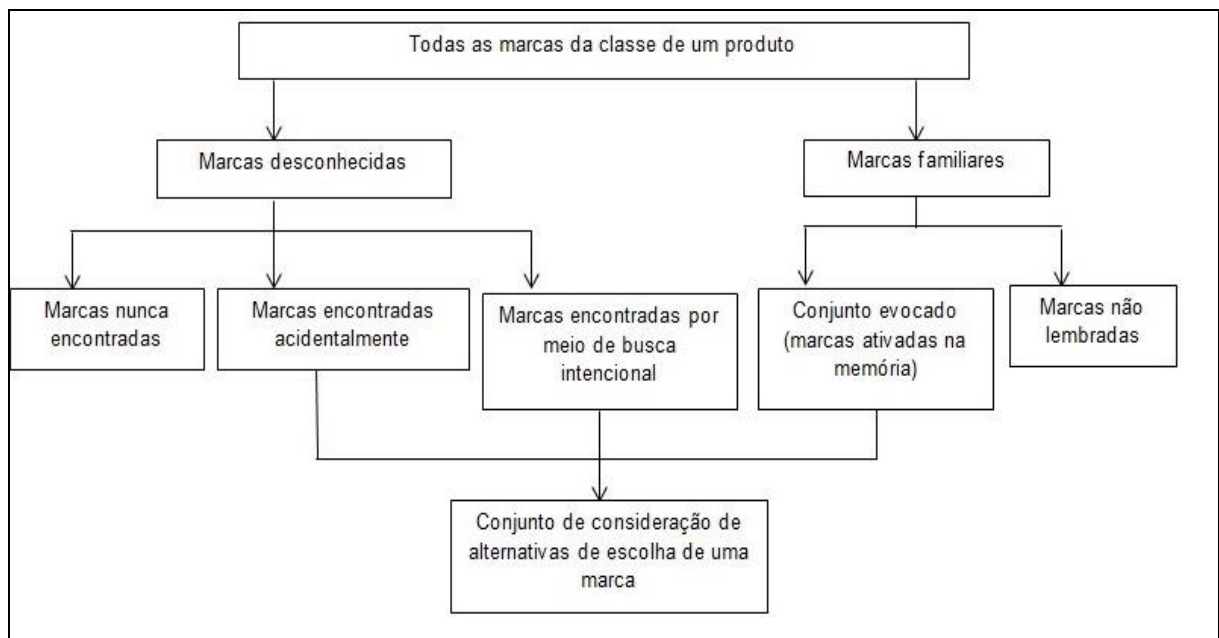 Todas as marcas da classe de um produto
Marcas desconhecidas
Marcas familiares
Marcas nunca
encontradas
Marcas encontradas
acidentalmente
Marcas encontradas por
meio de busca
intencional
Conjunto evocado
(marcas ativadas na
memória)
Marcas não
lembradas
Conjunto de consideração de
alternativas de escolha de uma
marca